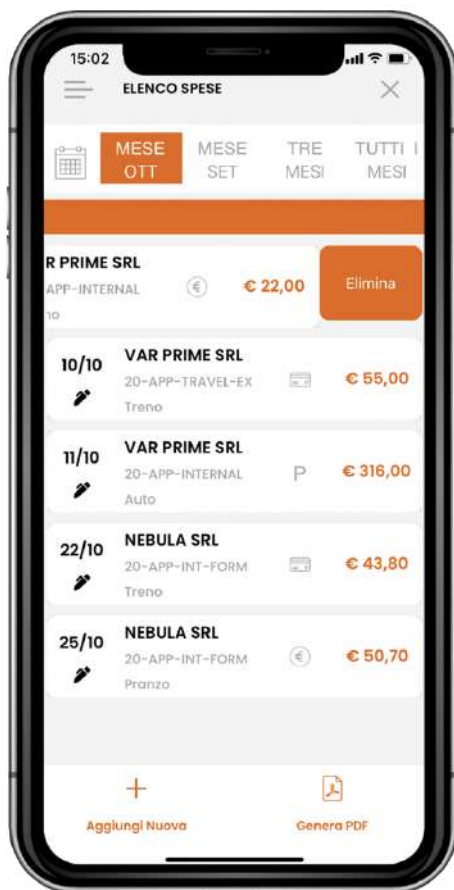 15:02
ELENCO SPESE
MESE OTT
MESE SET
TRE MESI
TUTTI I MESI
R PRIME SRL
APP-INTERNAL
no
€ 22,00
Elimina
10/10
VAR PRIME SRL
20-APP-TRAVEL-EX
Treno
€ 55,00
11/10
VAR PRIME SRL
20-APP-INTERNAL
Auto
P
€ 316,00
22/10
NEBULA SRL
20-APP-INT-FORM
Treno
€ 43,80
25/10
NEBULA SRL
20-APP-INT-FORM
Pranzo
€
€ 50,70
Aggiungi Nuova
Genera PDF